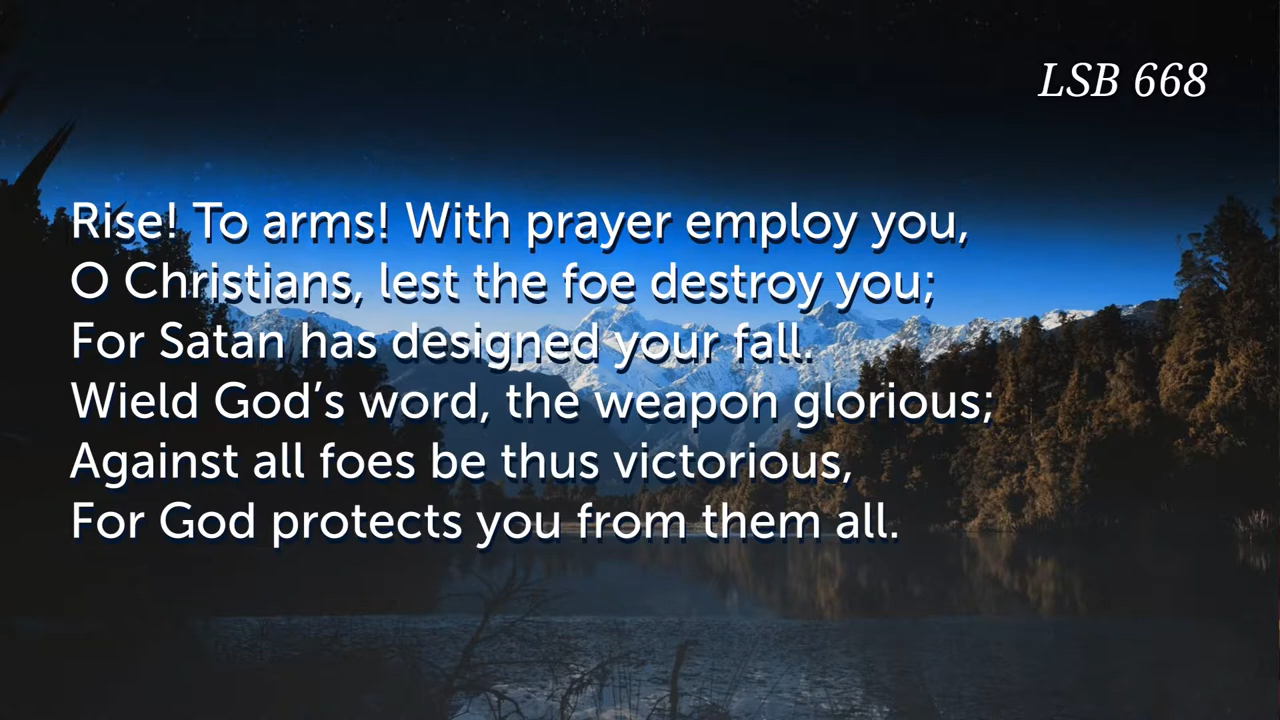 LSB 668
Rise! To arms! With prayer employ you,
O Christians, lest the foe destroy you;
For Satan has designed your fall.
Wield God’s word, the weapon glorious;
Against all foes be thus victorious,
For God protects you from them all.